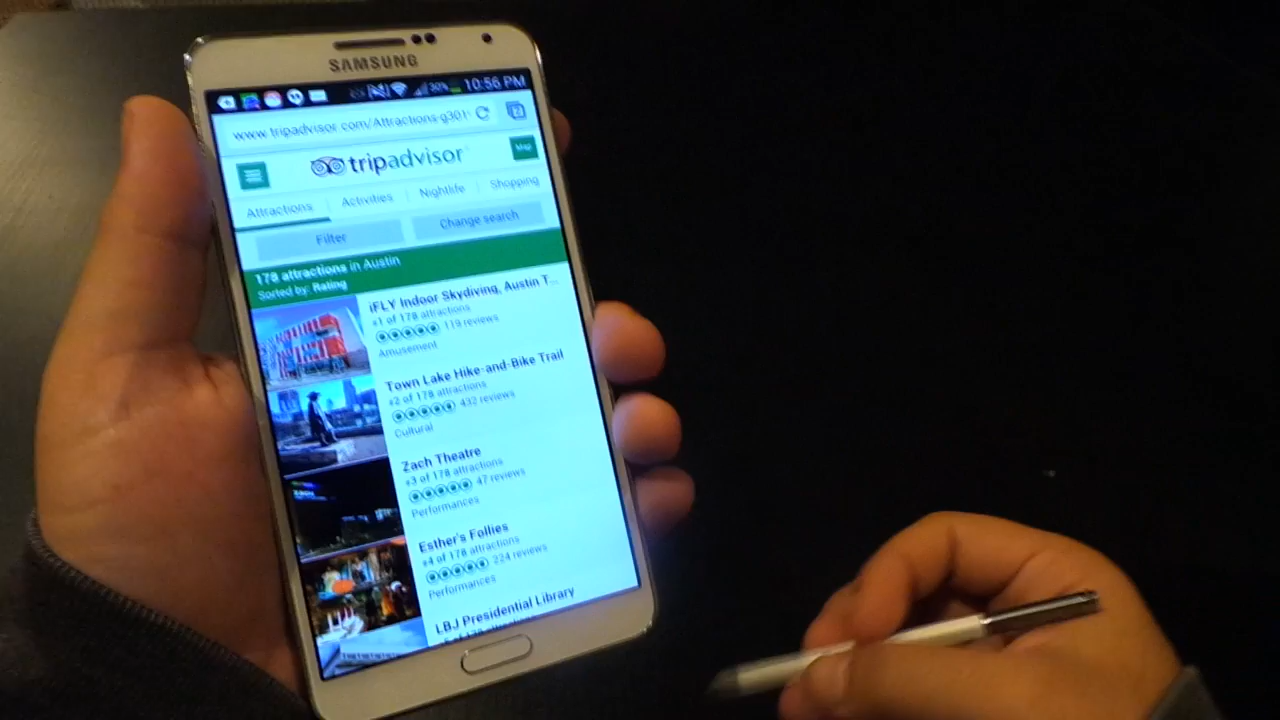 SAMSUNG
30% 10:56 PM
www.tripadvisor.com/Attractions-g301
tripadvisor
Map
Attractions Activities Nightlife Shopping
Filter Change search
178 attractions in Austin
Sorted by: Rating
iFLY Indoor Skydiving, Austin T...
#1 of 178 attractions
119 reviews
Amusement
Town Lake Hike-and-Bike Trail
#2 of 178 attractions
432 reviews
Cultural
Zach Theatre
#3 of 178 attractions
47 reviews
Performances
Esther's Follies
#4 of 178 attractions
224 reviews
Performances
LBJ Presidential Library